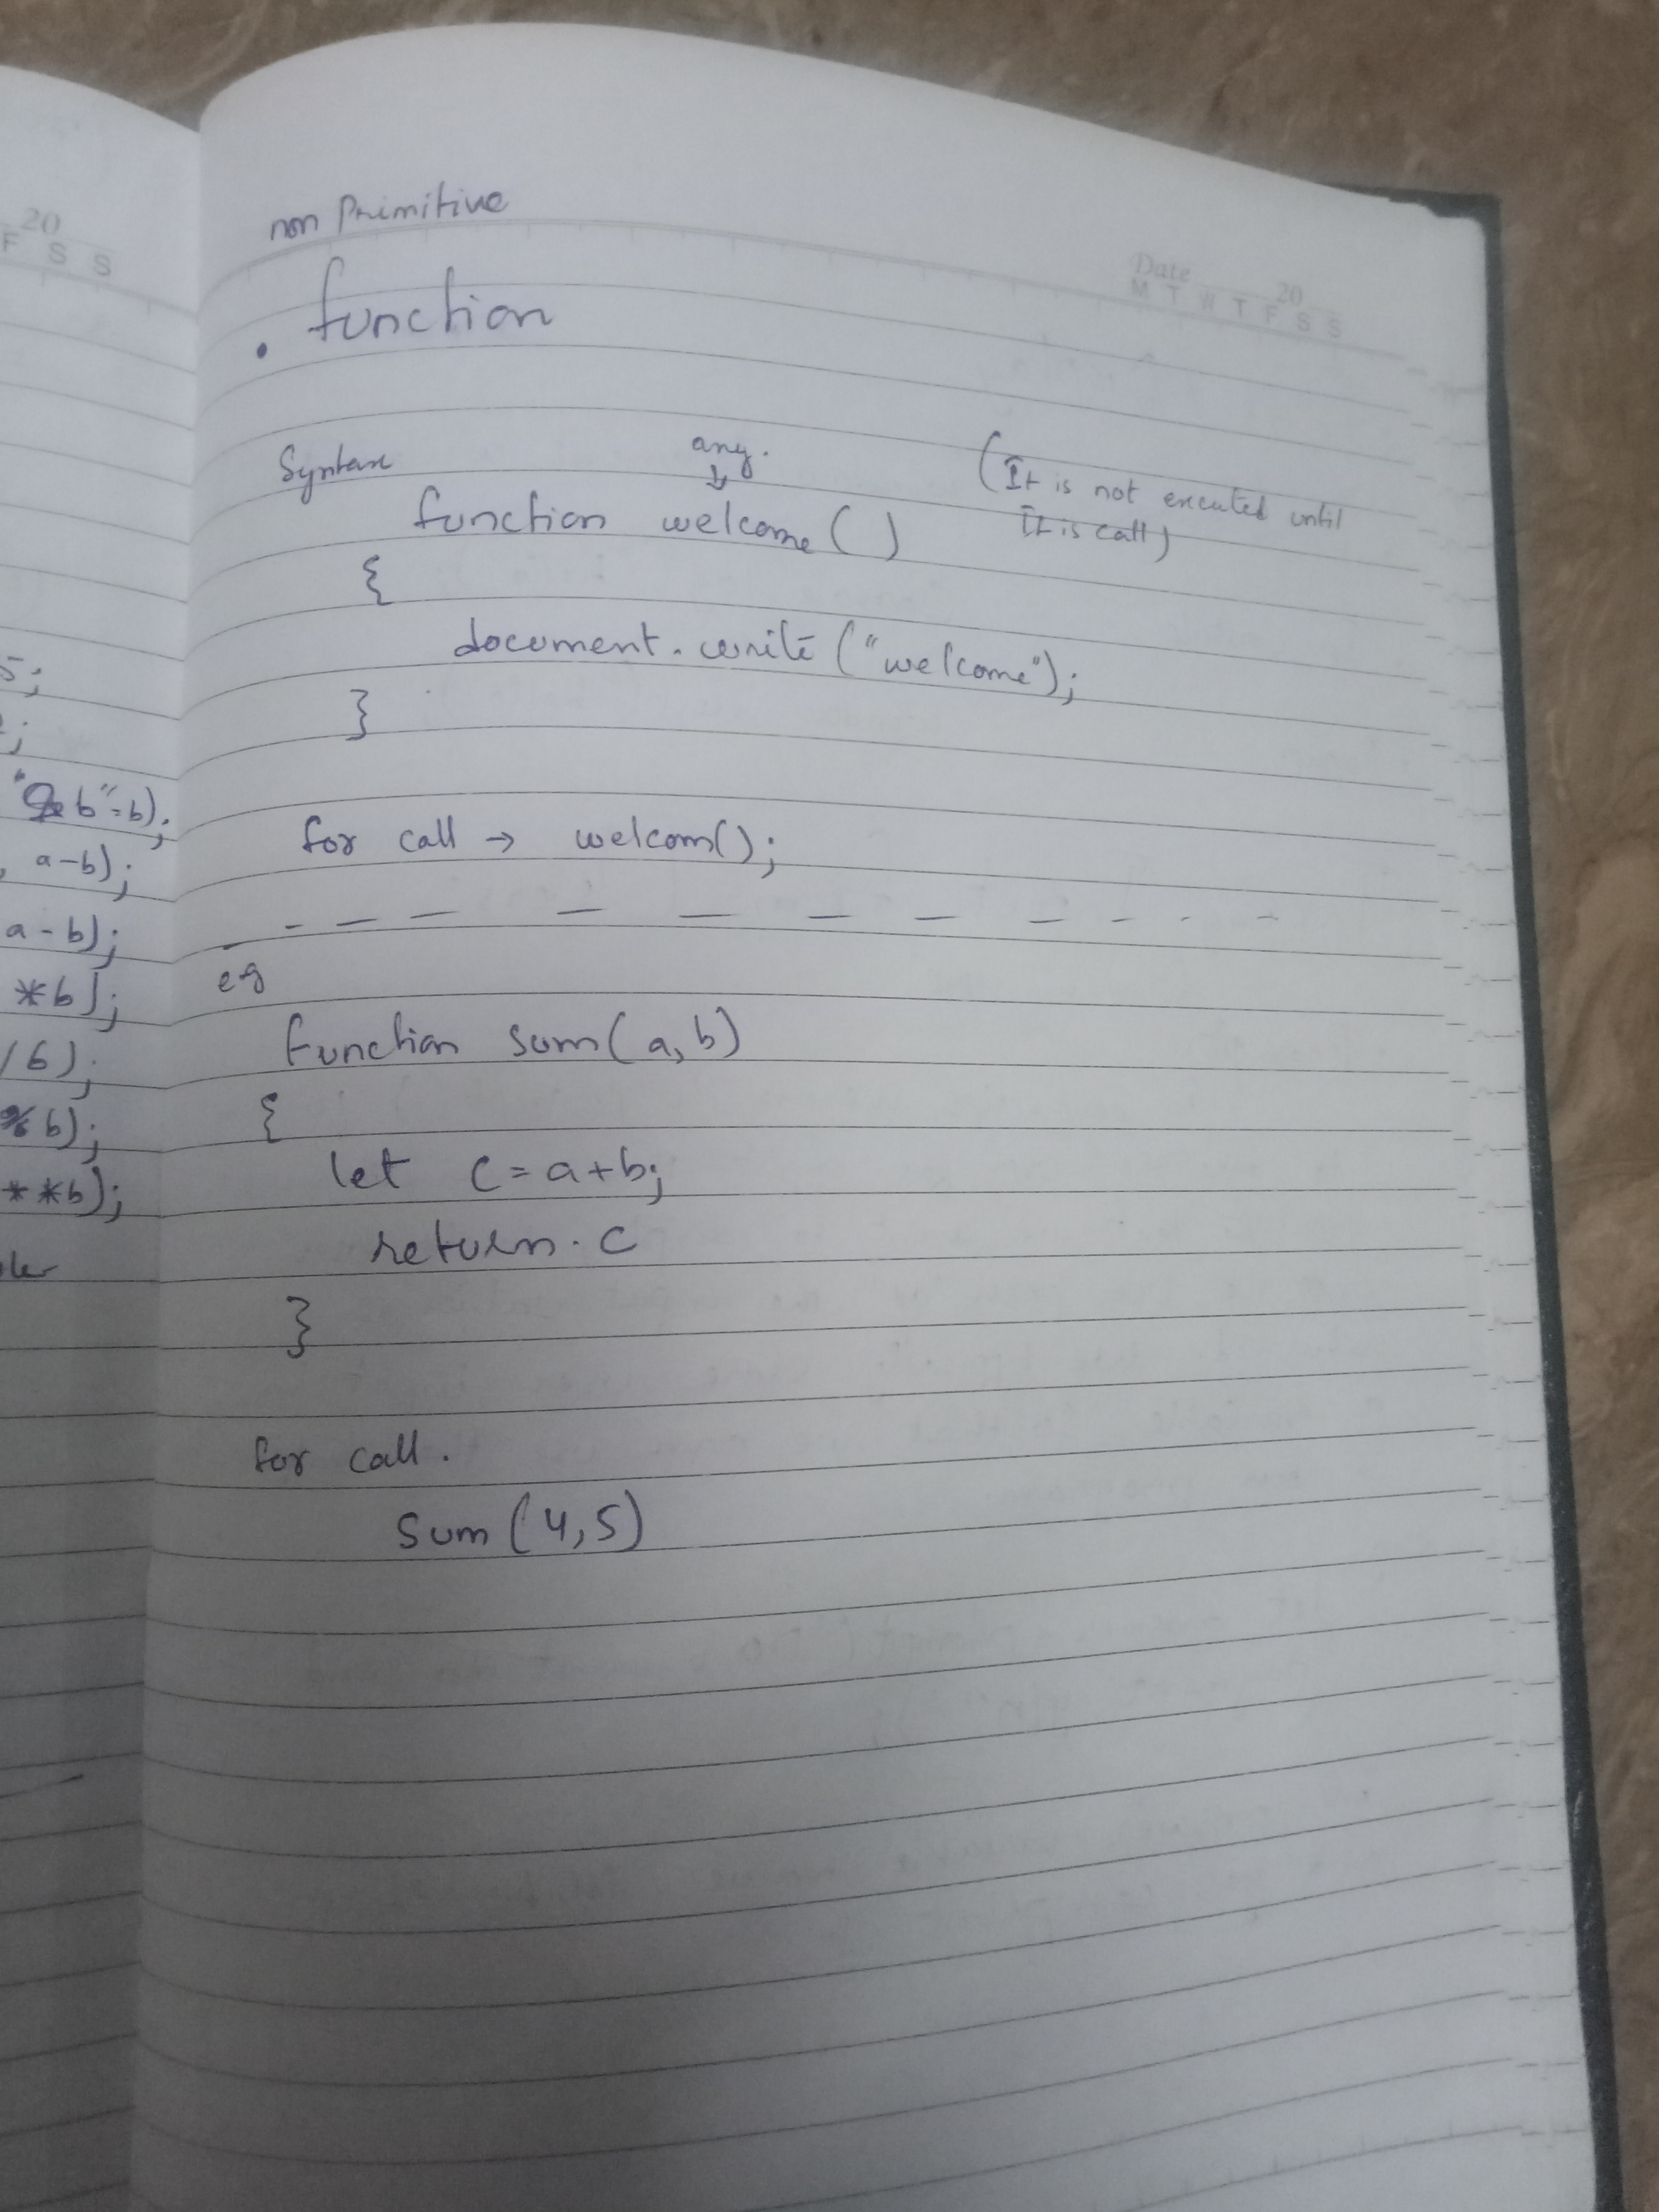 20
F S S
5;
;
"b"=b);
, a-b);
a-b);
*b);
/b);
% b);
**b);
non Primitive
Date 20
M T W T F S S
. function
Syntax
any.
↓
(It is not executed until
It is call)
function welcome ( )
{
document.write ("welcome");
}
for call → welcom();
— — — — — — — — — — —
eg
function sum(a,b)
{
let c=a+b;
return. c
}
for call.
Sum (4,5)